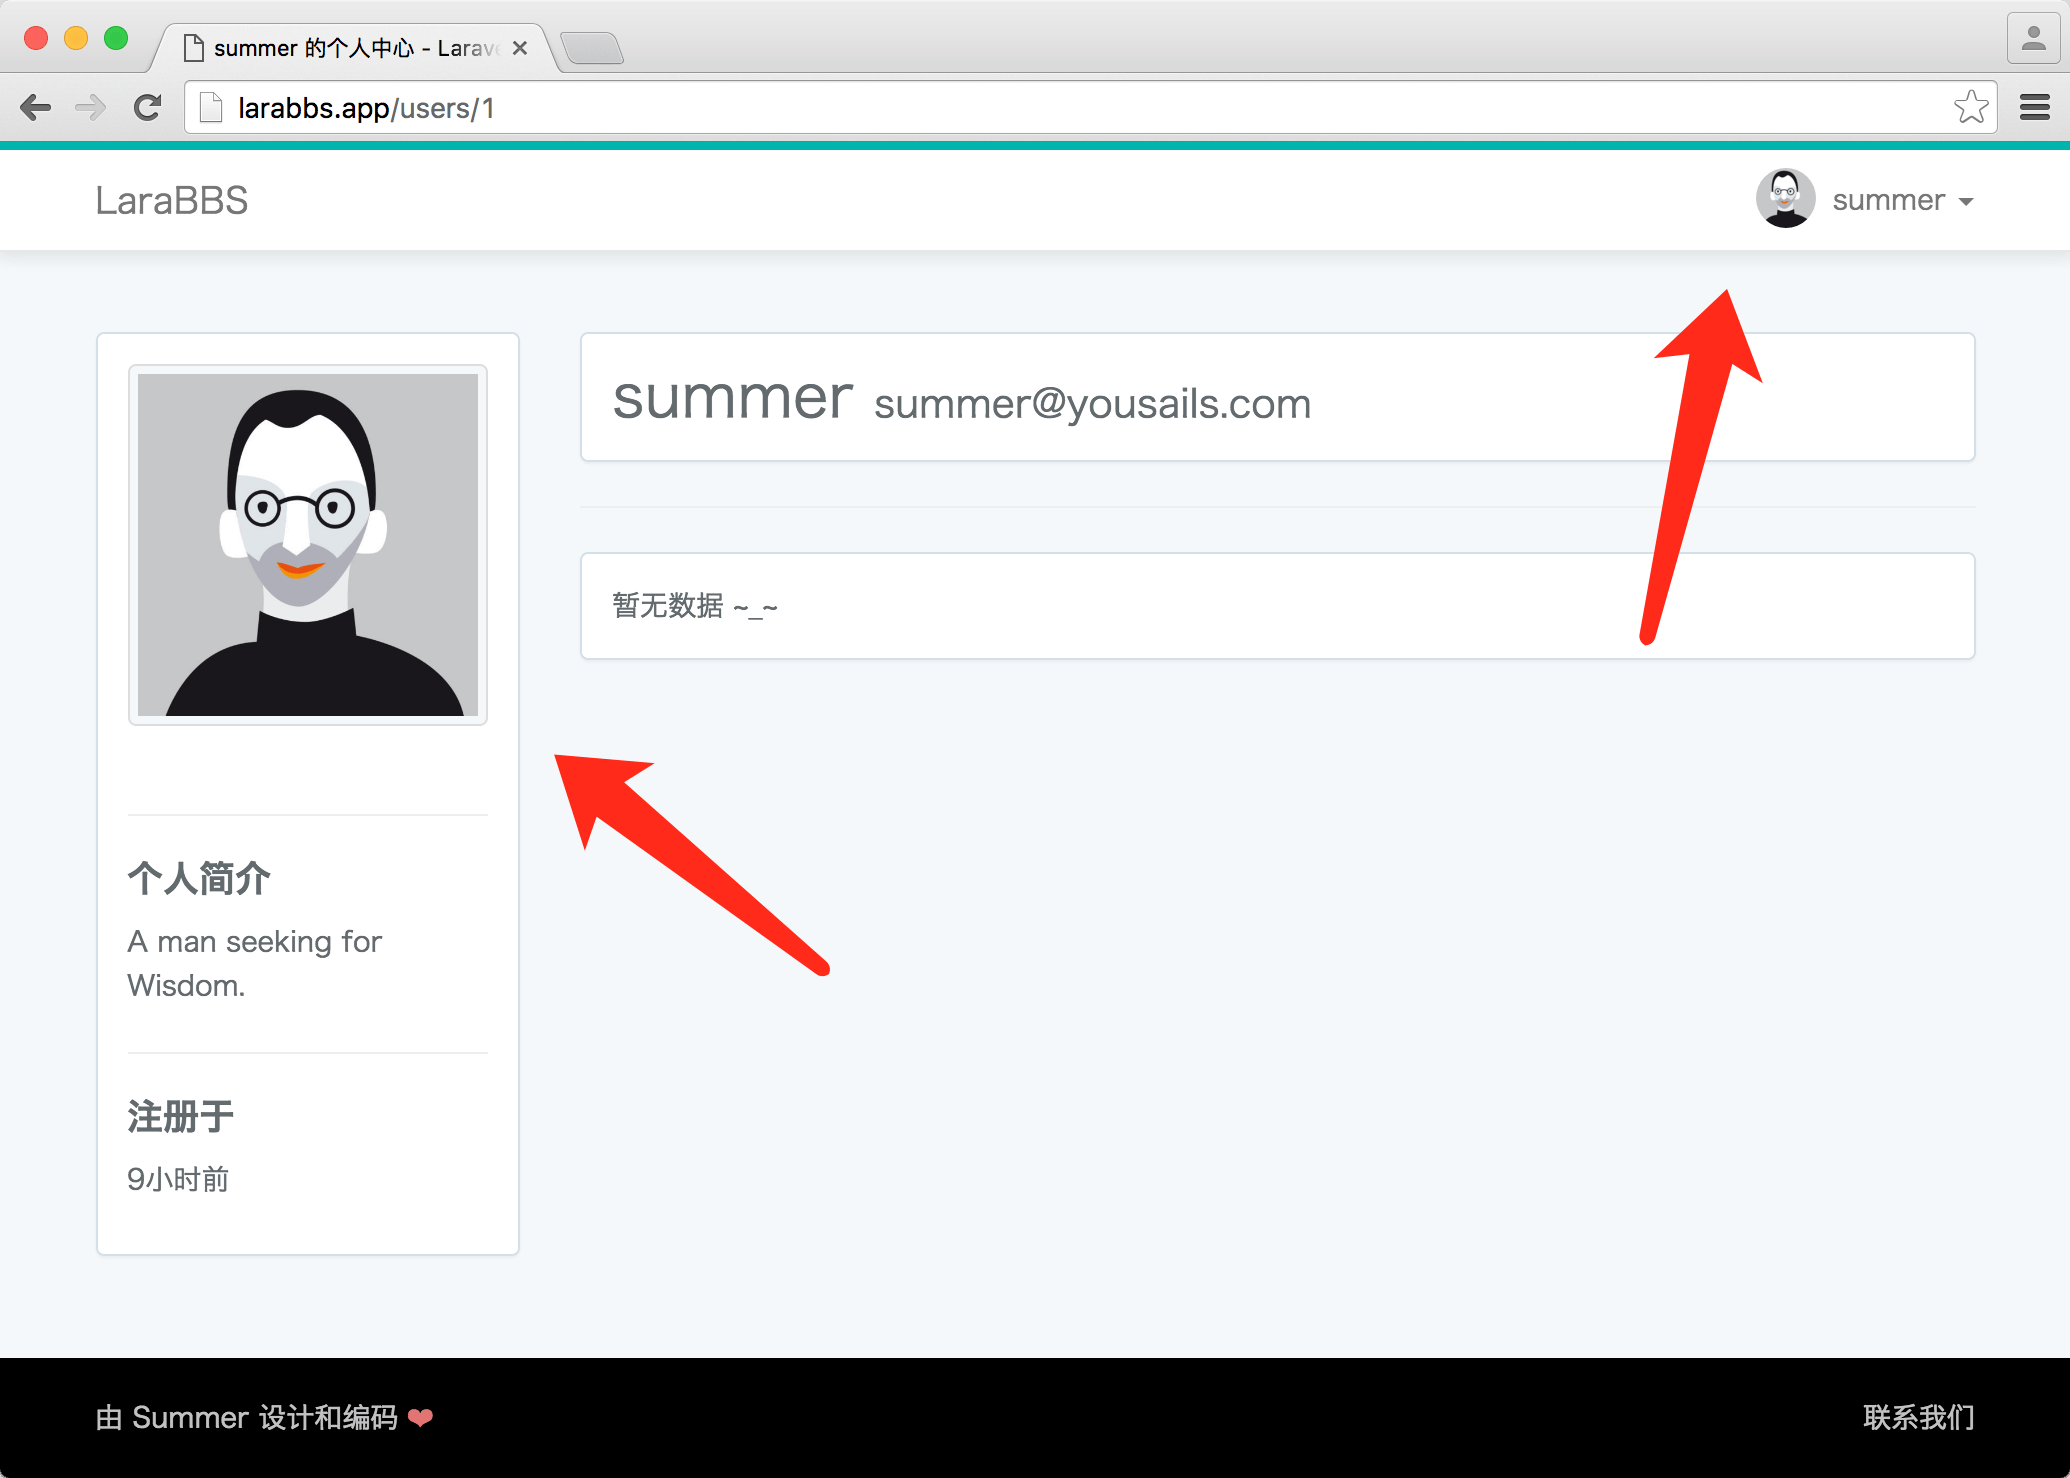 summer 的个人中心 - Larave
larabbs.app/users/1
LaraBBS
summer
summer summer@yousails.com
暂无数据 ~_~
个人简介
A man seeking for
Wisdom.
注册于
9小时前
由 Summer 设计和编码 ❤
联系我们